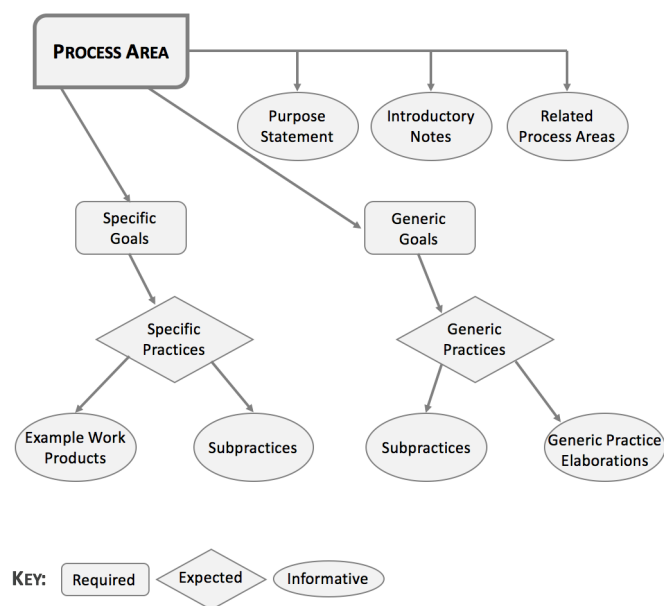 PROCESS AREA
Purpose
Statement
Introductory
Notes
Related
Process Areas
Specific
Goals
Generic
Goals
Specific
Practices
Generic
Practices
Example Work
Products
Subpractices
Subpractices
Generic Practice
Elaborations
KEY:
Required
Expected
Informative